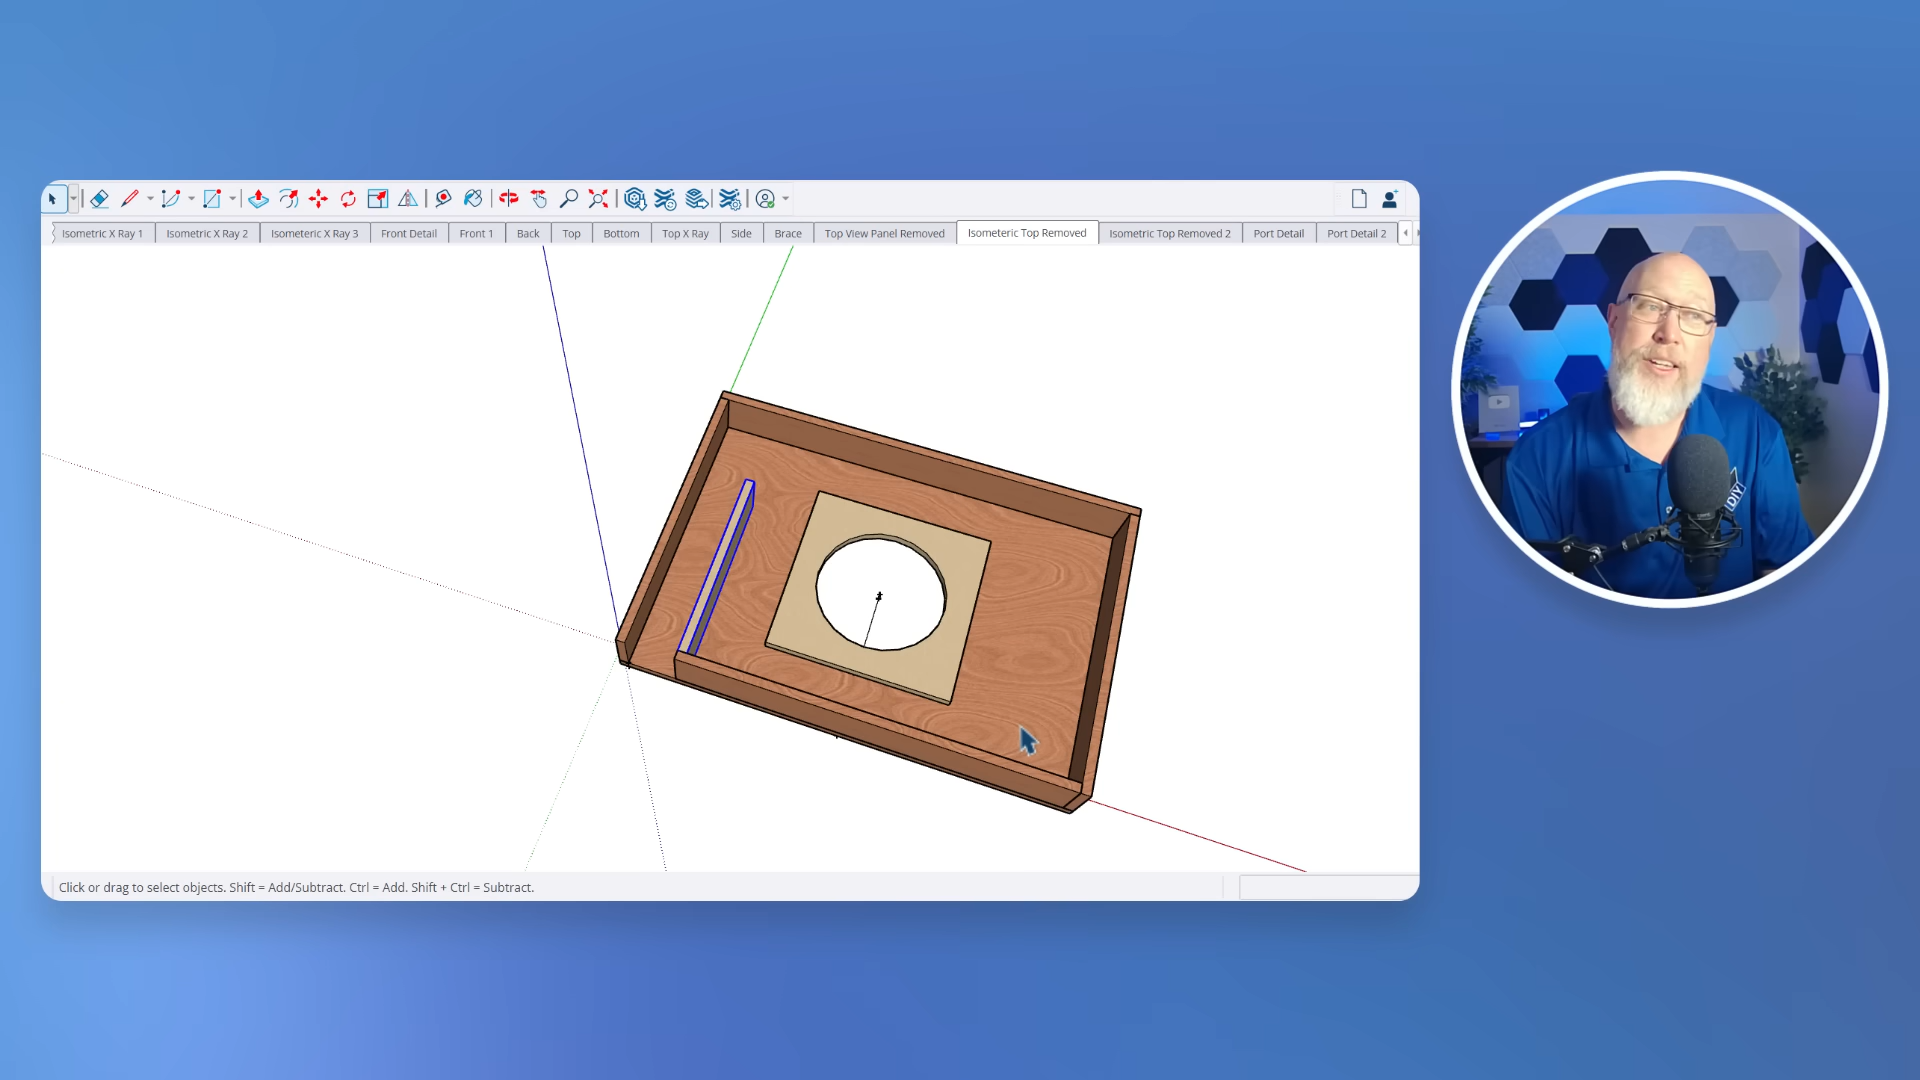 Isometric X Ray 1
Isometric X Ray 2
Isometeric X Ray 3
Front Detail
Front 1
Back
Top
Bottom
Top X Ray
Side
Brace
Top View Panel Removed
Isometeric Top Removed
Isometric Top Removed 2
Port Detail
Port Detail 2
DIY
Click or drag to select objects. Shift = Add/Subtract. Ctrl = Add. Shift + Ctrl = Subtract.